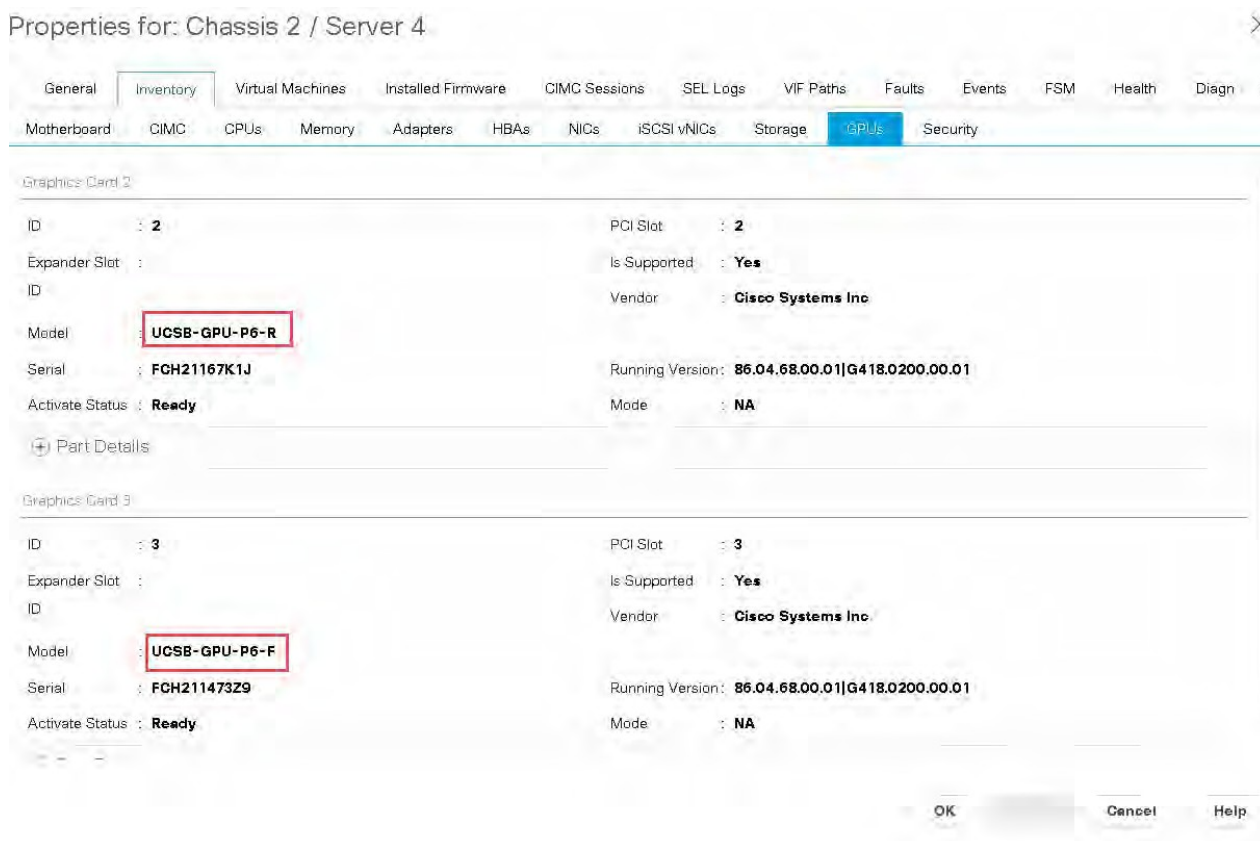 Properties for: Chassis 2 / Server 4
General Inventory Virtual Machines Installed Firmware CIMC Sessions SEL Logs VIF Paths Faults Events FSM Health Diagn
Motherboard CIMC CPUs Memory Adapters HBAs NICs iSCSI vNICs Storage GPUs Security
Graphics Card 2
ID : 2 PCI Slot : 2
Expander Slot : Is Supported : Yes
ID
Vendor : Cisco Systems Inc
Model : UCSB-GPU-P6-R
Serial : FCH21167K1J Running Version : 86.04.68.00.01|G418.0200.00.01
Activate Status : Ready Mode : NA
Part Details
Graphics Card 3
ID : 3 PCI Slot : 3
Expander Slot : Is Supported : Yes
ID
Vendor : Cisco Systems Inc
Model : UCSB-GPU-P6-F
Serial : FCH211473Z9 Running Version : 86.04.68.00.01|G418.0200.00.01
Activate Status : Ready Mode : NA
OK Cancel Help